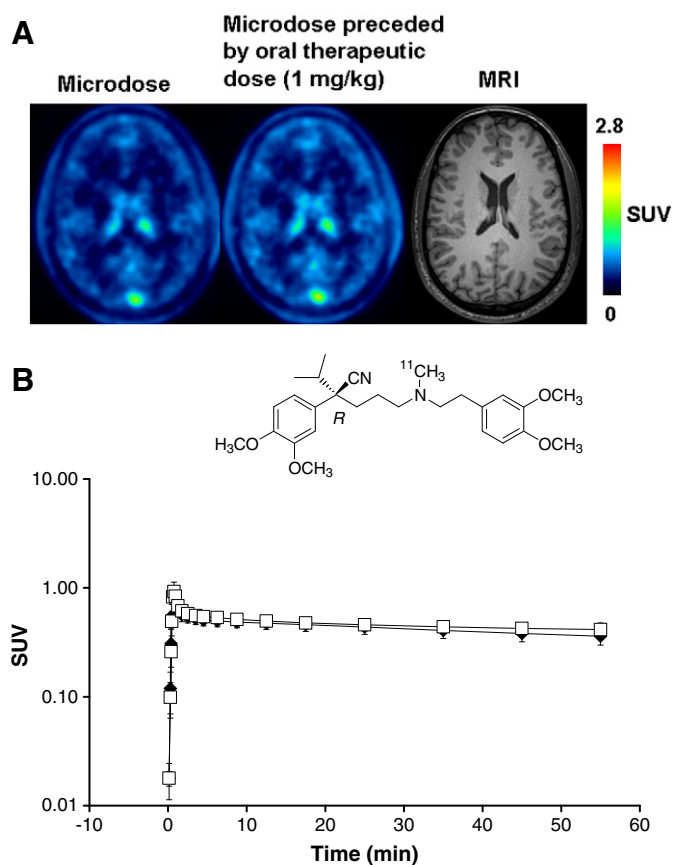 A
Microdose
Microdose preceded
by oral therapeutic
dose (1 mg/kg)
MRI
2.8
SUV
0
B
11CH3
CN
N
R
OCH3
OCH3
H3CO
OCH3
10.00
1.00
0.10
0.01
SUV
-10
0
10
20
30
40
50
60
Time (min)